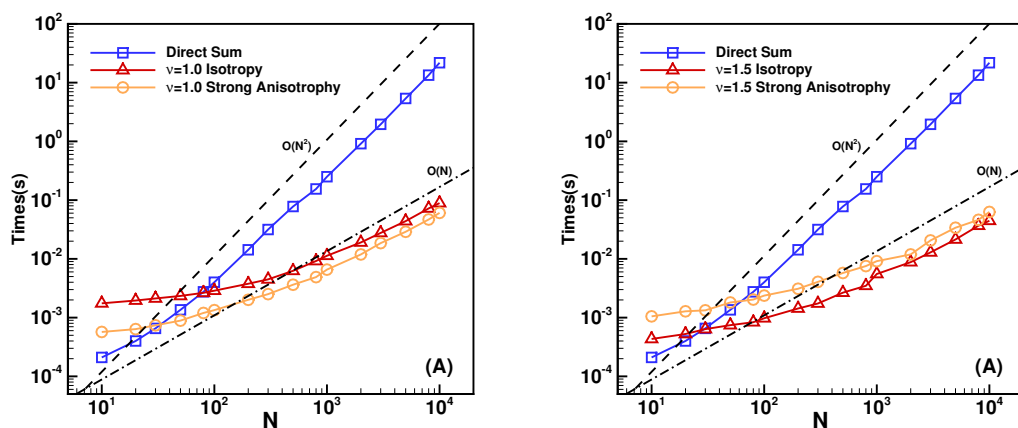 10²
10¹
10⁰
10⁻¹
10⁻²
10⁻³
10⁻⁴
Times(s)
Direct Sum
ν=1.0 Isotropy
ν=1.0 Strong Anisotropy
O(N²)
O(N)
(A)
10¹
10²
10³
10⁴
N
10²
10¹
10⁰
10⁻¹
10⁻²
10⁻³
10⁻⁴
Times(s)
Direct Sum
ν=1.5 Isotropy
ν=1.5 Strong Anisotropy
O(N²)
O(N)
(A)
10¹
10²
10³
10⁴
N